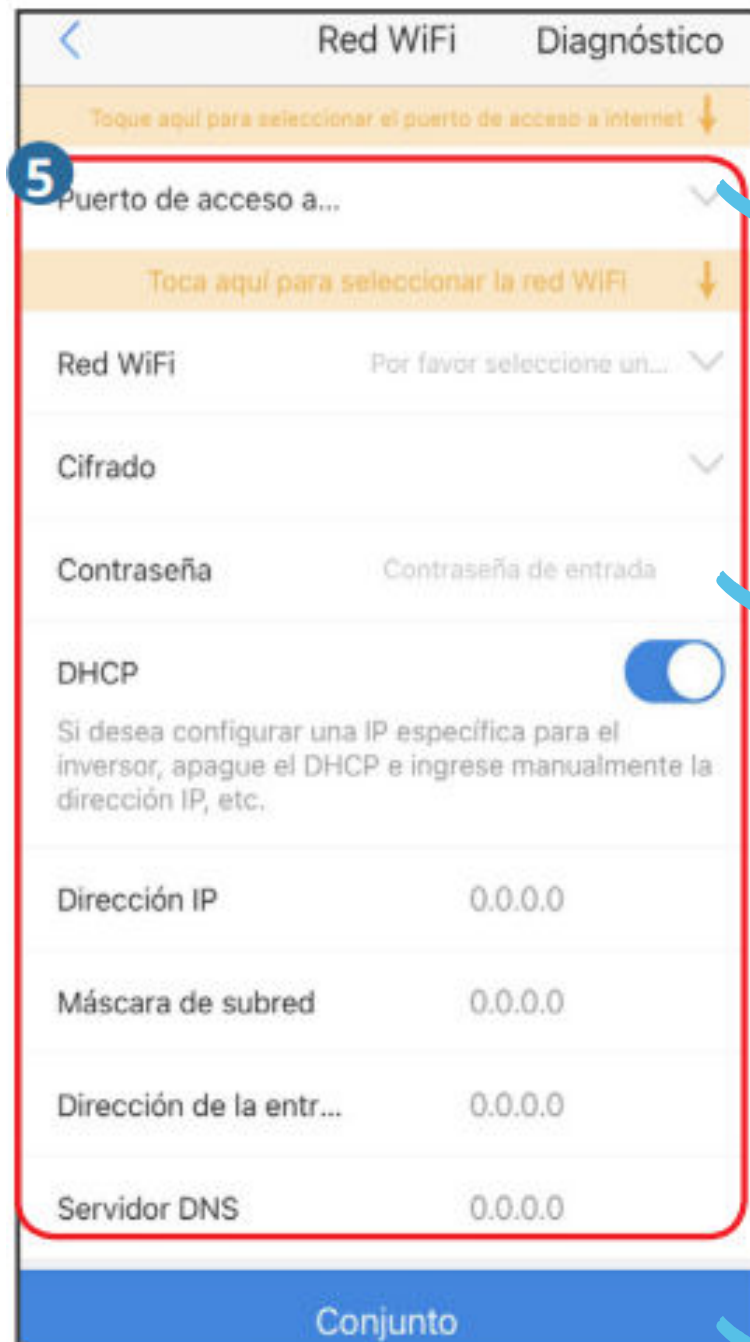 Red WiFi Diagnóstico
Toque aquí para seleccionar el puerto de acceso a internet
5
Puerto de acceso a...
Toca aquí para seleccionar la red WiFi
Red WiFi Por favor seleccione un...
Cifrado
Contraseña Contraseña de entrada
DHCP
Si desea configurar una IP específica para el
inversor, apague el DHCP e ingrese manualmente la
dirección IP, etc.
Dirección IP 0.0.0.0
Máscara de subred 0.0.0.0
Dirección de la entr... 0.0.0.0
Servidor DNS 0.0.0.0
Conjunto